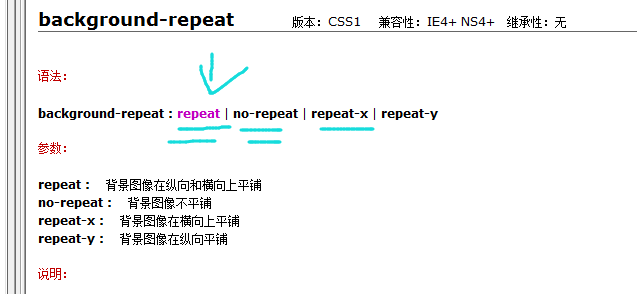 background-repeat 版本：CSS1 兼容性：IE4+ NS4+ 继承性：无
语法：
background-repeat : repeat | no-repeat | repeat-x | repeat-y
参数：
repeat : 背景图像在纵向和横向上平铺
no-repeat : 背景图像不平铺
repeat-x : 背景图像在横向上平铺
repeat-y : 背景图像在纵向平铺
说明：